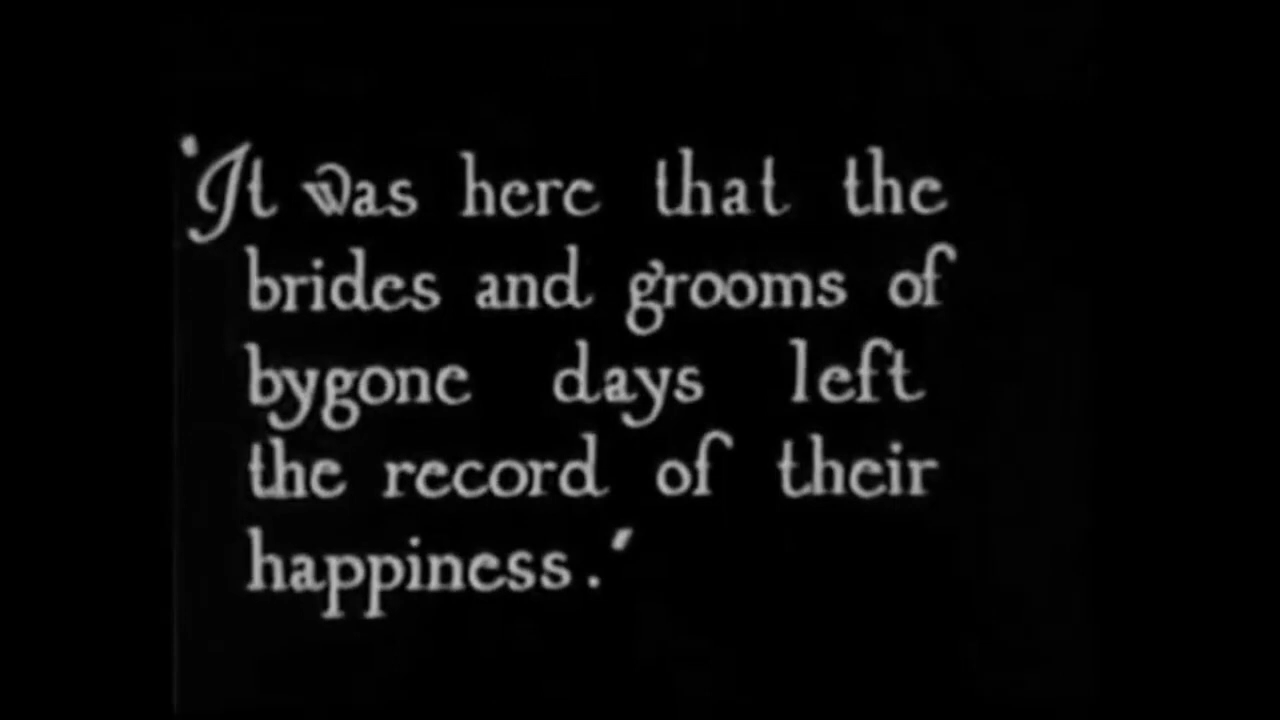 'It was here that the
brides and grooms of
bygone days left
the record of their
happiness.'